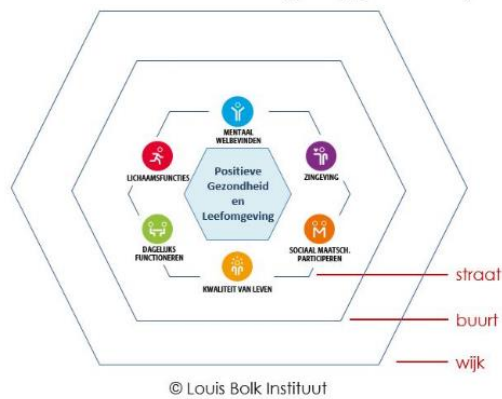 MENTAAL
WELBEVINDEN
LICHAAMSFUNCTIES
ZINGEVING
Positieve
Gezondheid
en
Leefomgeving
DAGELIJKS
FUNCTIONEREN
SOCIAAL MAATSCH.
PARTICIPEREN
KWALITEIT VAN LEVEN
straat
buurt
wijk
© Louis Bolk Instituut